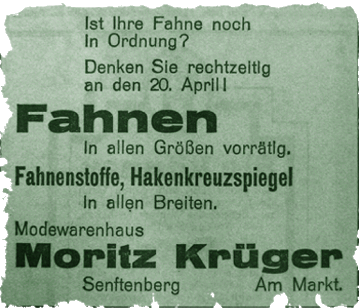 Ist Ihre Fahne noch
in Ordnung?
Denken Sie rechtzeitig
an den 20. April!
Fahnen
in allen Größen vorrätig.
Fahnenstoffe, Hakenkreuzspiegel
in allen Breiten.
Modewarenhaus
Moritz Krüger
Senftenberg Am Markt.